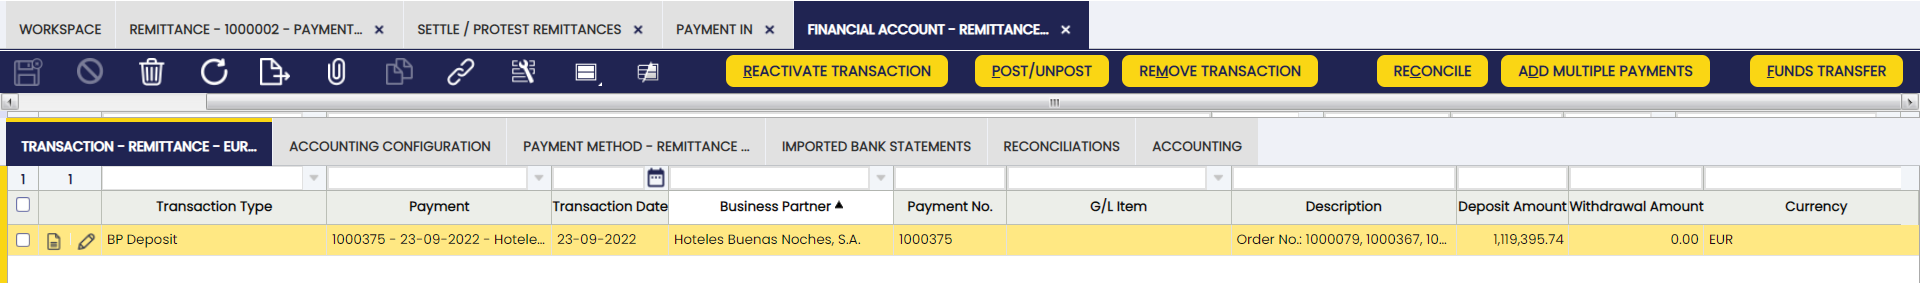 WORKSPACE REMITTANCE - 1000002 - PAYMENT... × SETTLE / PROTEST REMITTANCES × PAYMENT IN × FINANCIAL ACCOUNT - REMITTANCE... ×
REACTIVATE TRANSACTION POST/UNPOST REMOVE TRANSACTION RECONCILE ADD MULTIPLE PAYMENTS FUNDS TRANSFER
TRANSACTION - REMITTANCE - EUR... ACCOUNTING CONFIGURATION PAYMENT METHOD - REMITTANCE ... IMPORTED BANK STATEMENTS RECONCILIATIONS ACCOUNTING
1 1
Transaction Type Payment Transaction Date Business Partner Payment No. G/L Item Description Deposit Amount Withdrawal Amount Currency
BP Deposit 1000375 - 23-09-2022 - Hotele... 23-09-2022 Hoteles Buenas Noches, S.A. 1000375 Order No.: 1000079, 1000367, 10... 1,119,395.74 0.00 EUR